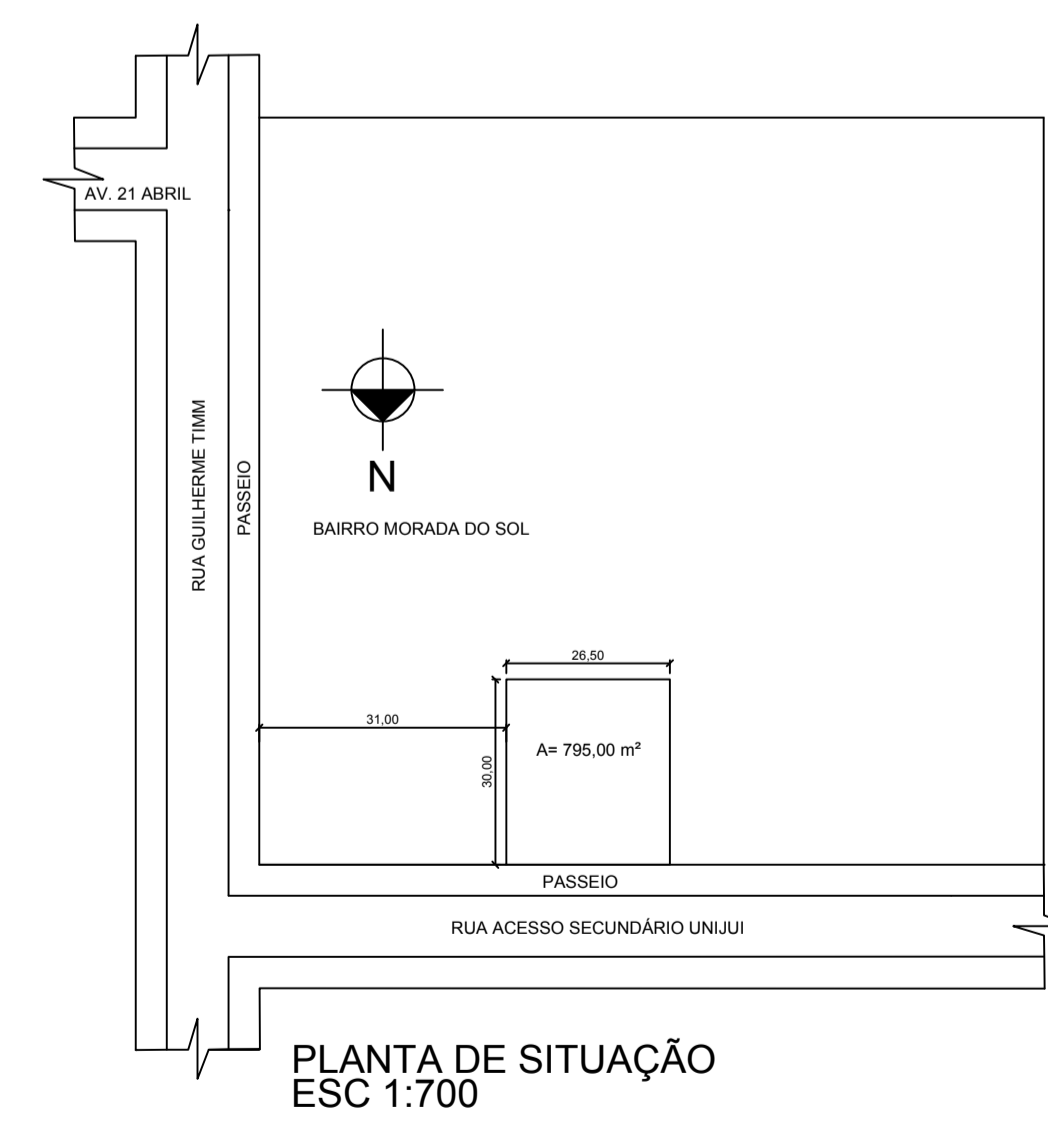 AV. 21 ABRIL
RUA GUILHERME TIMM
PASSEIO
N
BAIRRO MORADA DO SOL
26,50
31,00
30,00
A= 795,00 m²
PASSEIO
RUA ACESSO SECUNDÁRIO UNIJUI
PLANTA DE SITUAÇÃO
ESC 1:700